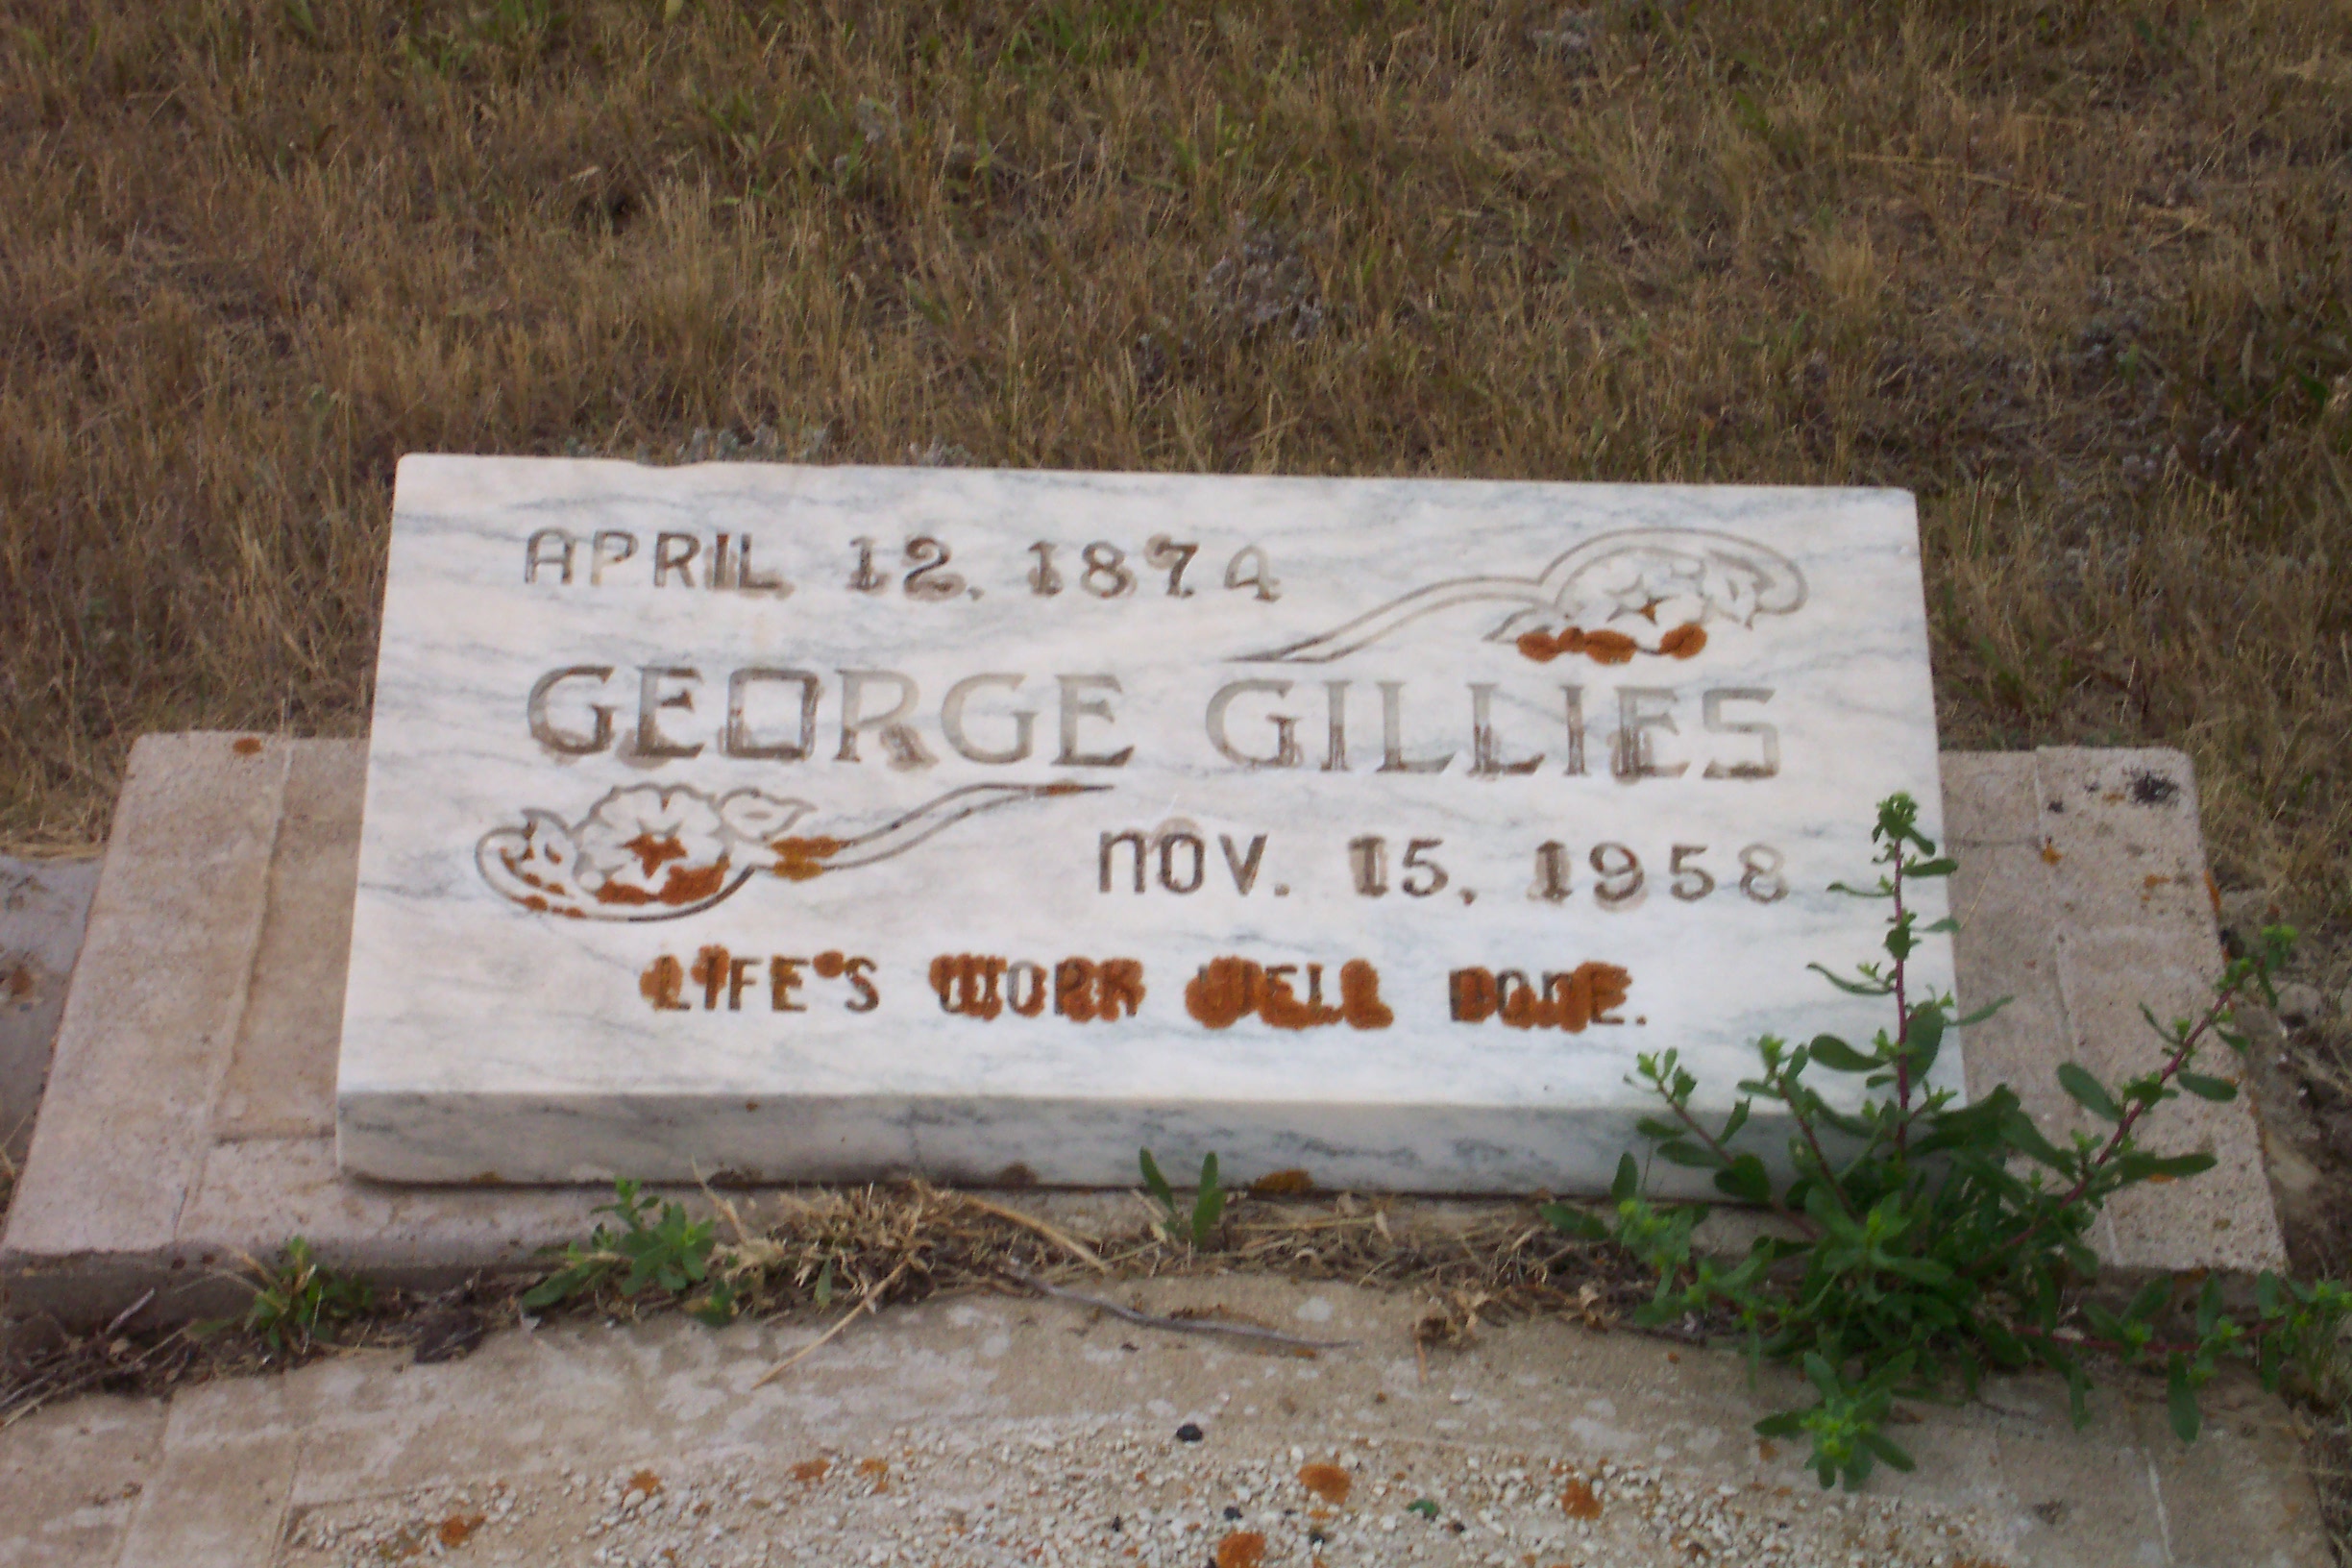 APRIL 12, 1874
GEORGE GILLIES
NOV. 15, 1958
LIFE'S WORK WELL DONE.